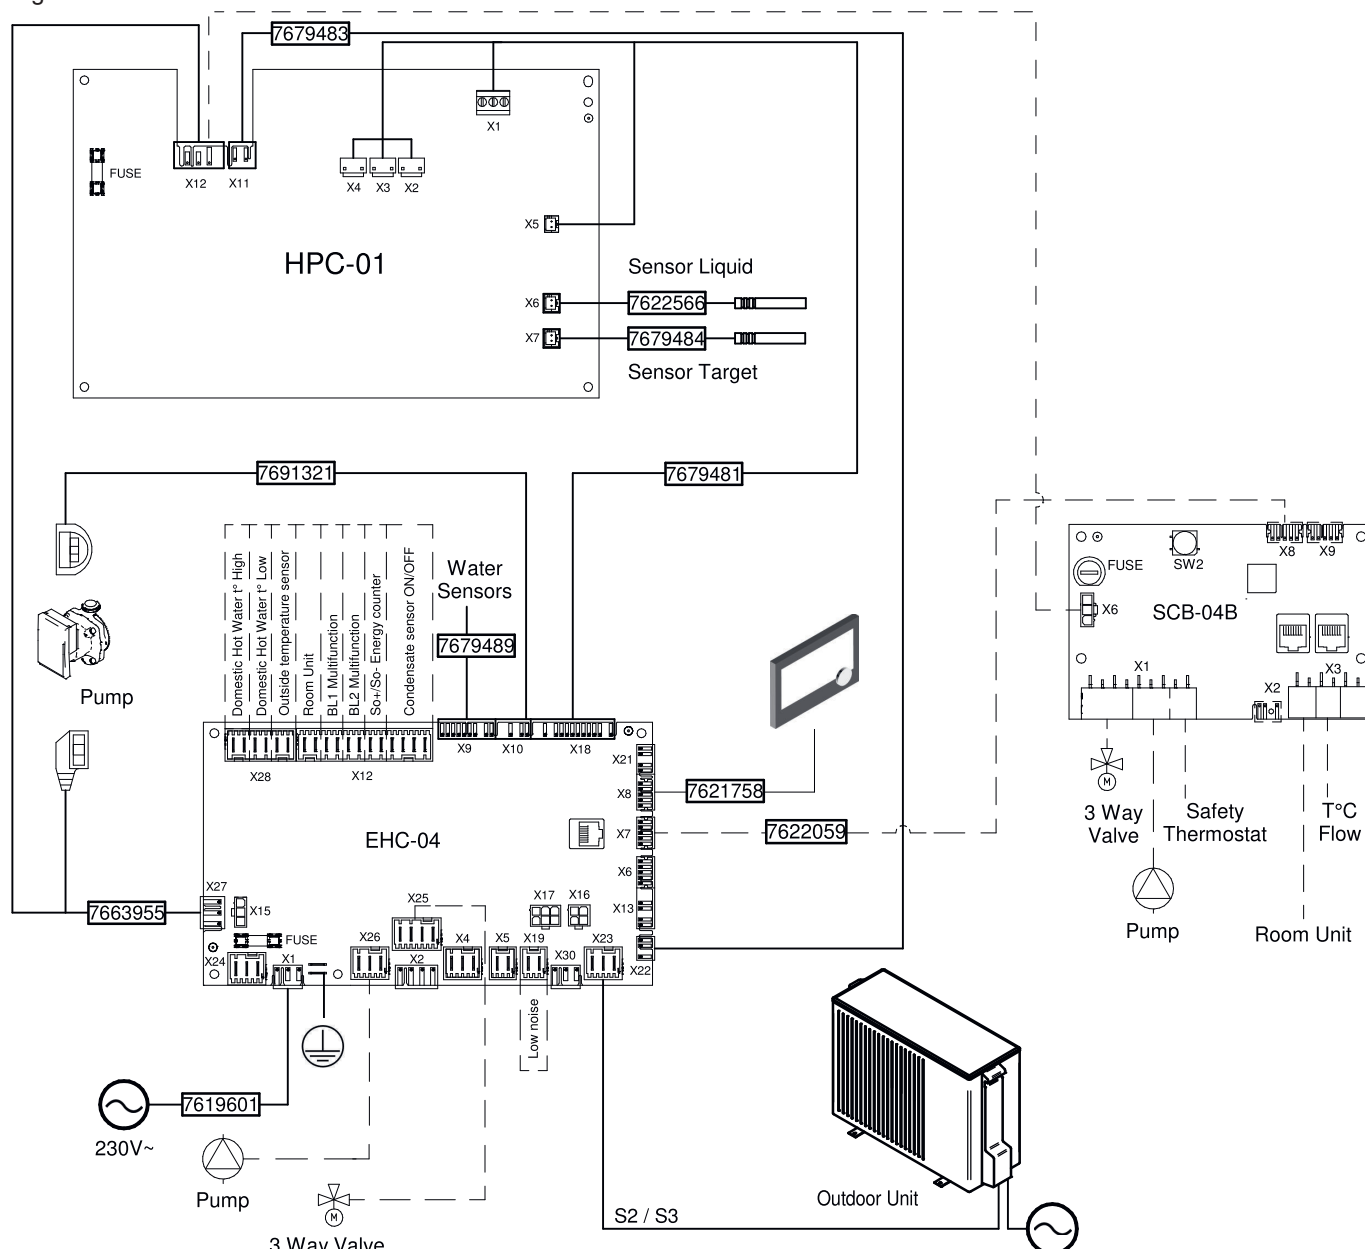 7679483
X1
FUSE
X12
X11
X4
X3
X2
X5
HPC-01
Sensor Liquid
X6
7622566
X7
7679484
Sensor Target
7691321
7679481
Domestic Hot Water t° High
Domestic Hot Water t° Low
Outside temperature sensor
Room Unit
BL1 Multifunction
BL2 Multifunction
So+/So- Energy counter
Condensate sensor ON/OFF
Water
Sensors
7679489
Pump
X28
X12
X9
X10
X18
X21
X8
7621758
X7
7622059
EHC-04
X6
X13
X22
X27
7663955
X15
FUSE
X24
X1
X26
X25
X2
X4
X5
X17
X16
X19
X30
X23
Low noise
230V~
7619601
Pump
M
3 Way Valve
S2 / S3
Outdoor Unit
X8
X9
SW2
FUSE
X6
SCB-04B
X1
X2
X3
M
3 Way
Valve
Safety
Thermostat
T°C
Flow
Pump
Room Unit